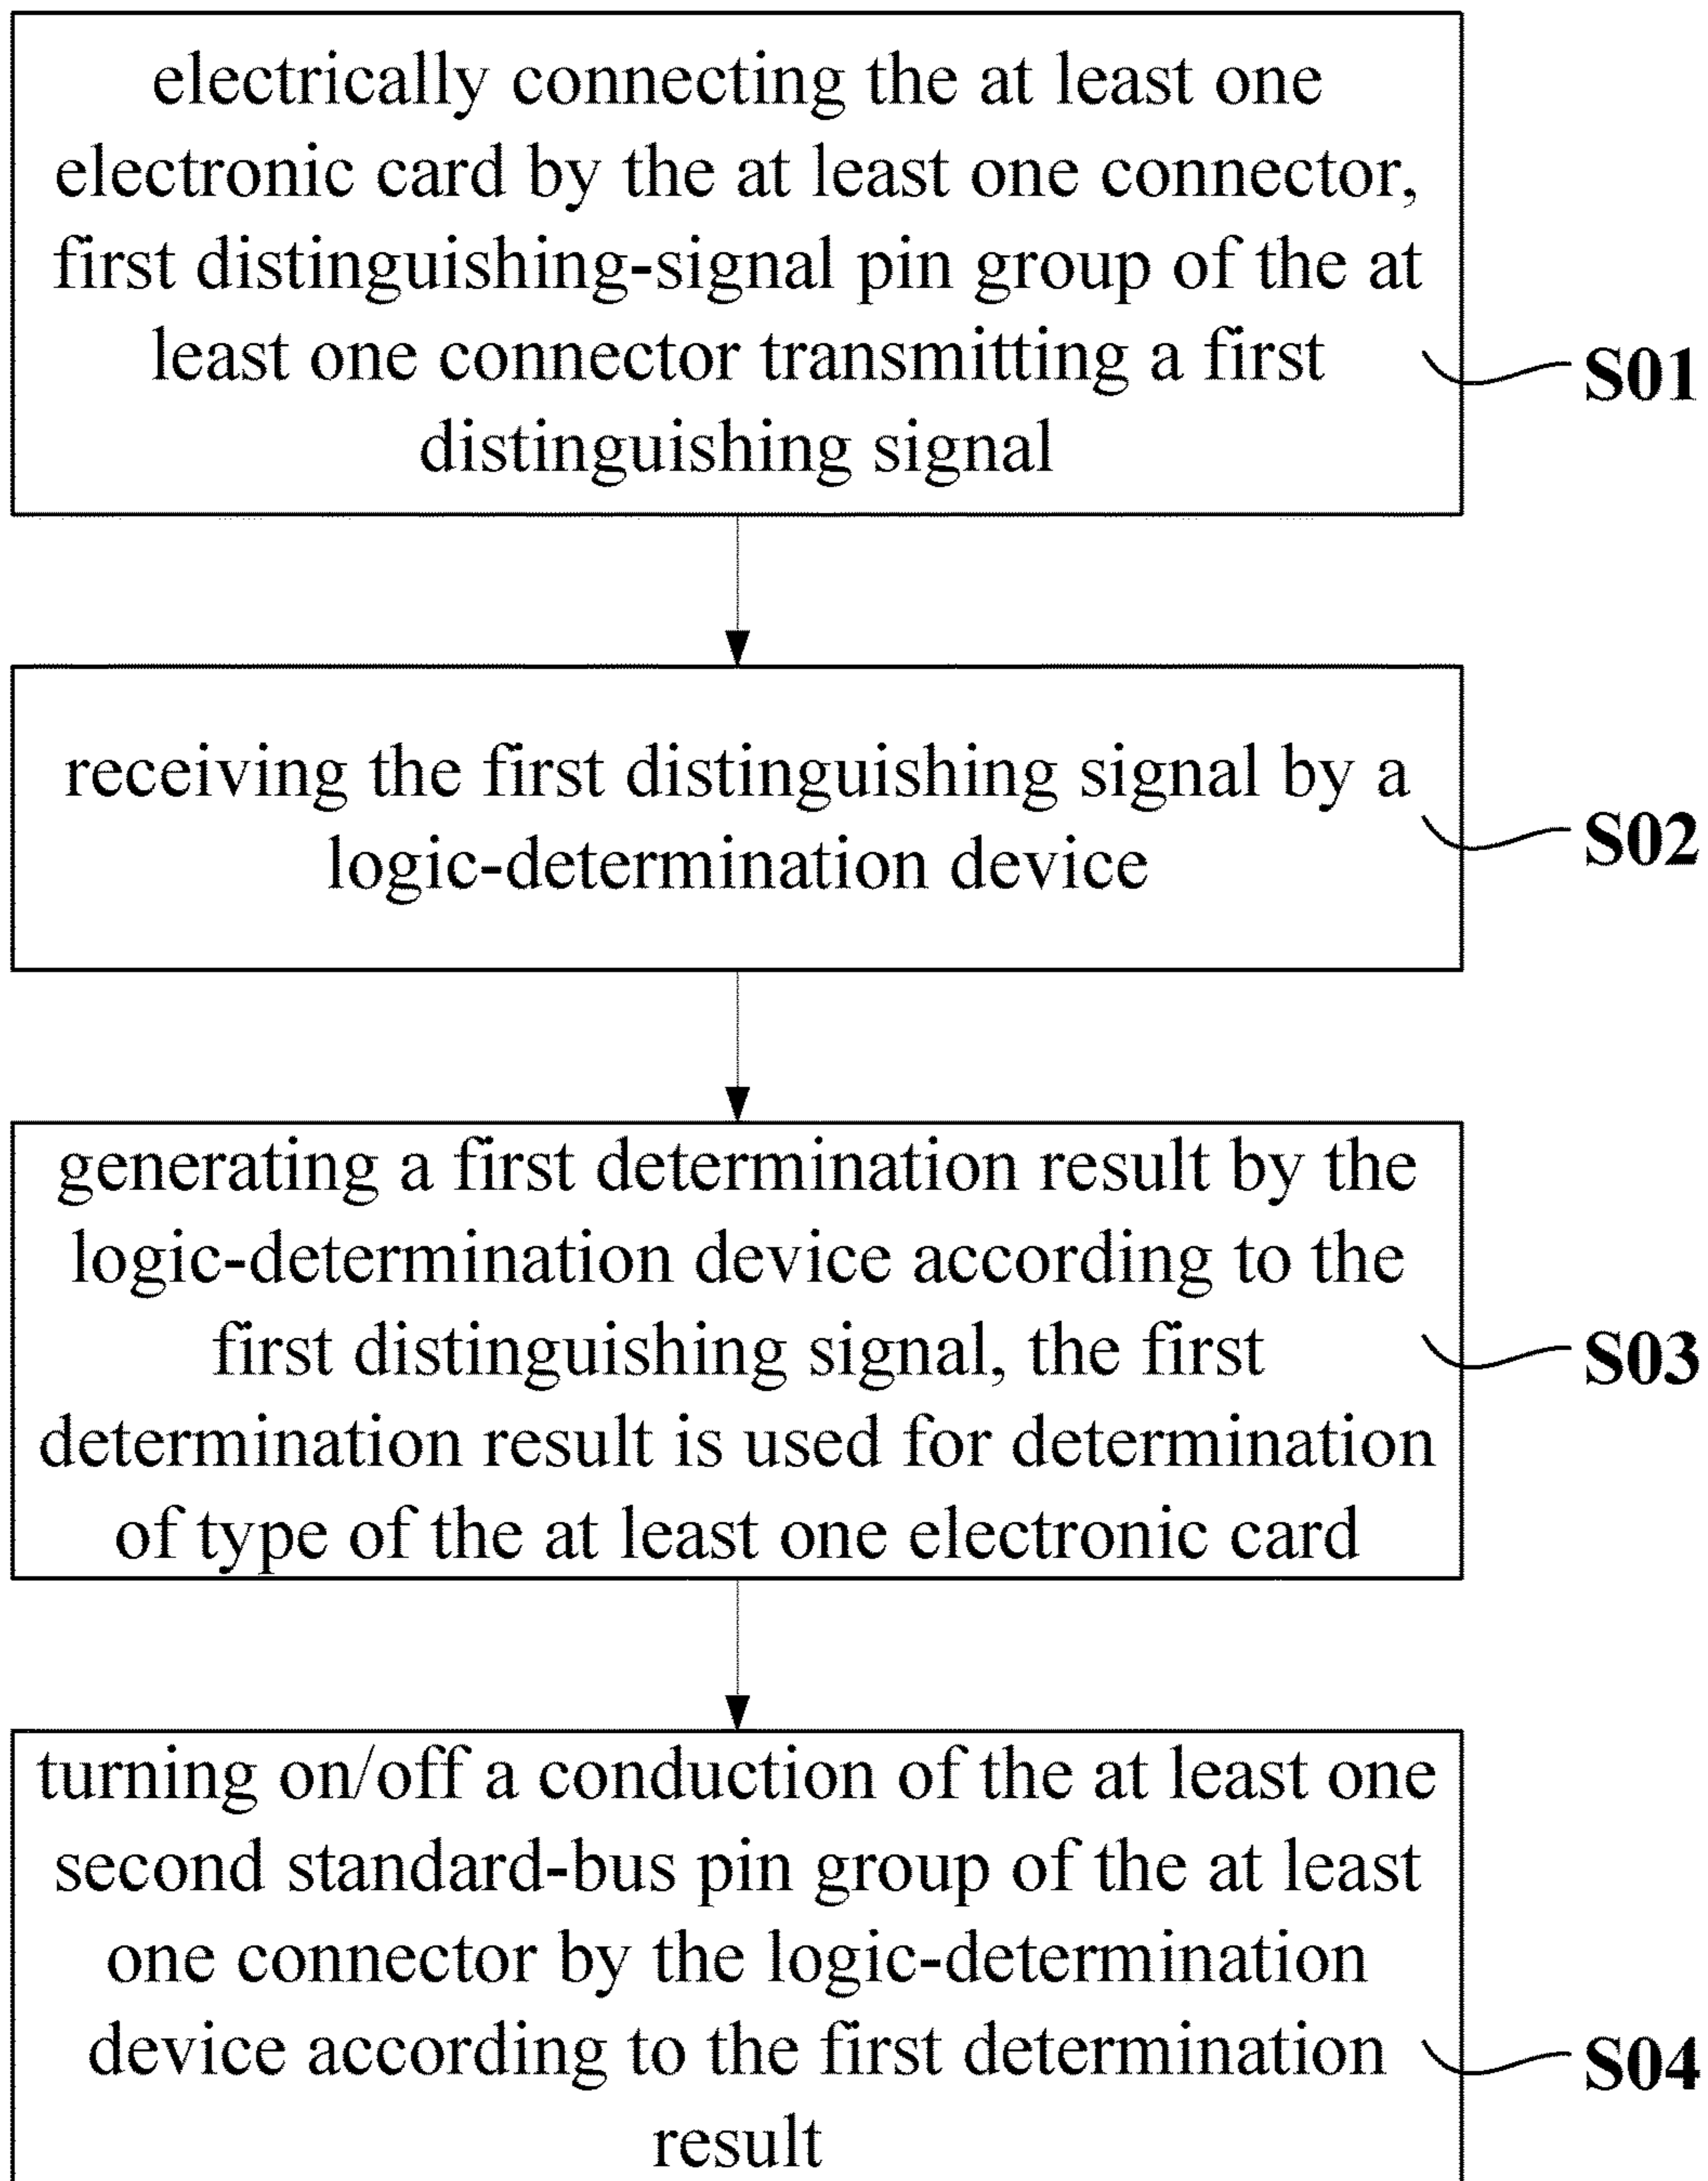 electrically connecting the at least one
electronic card by the at least one connector,
first distinguishing-signal pin group of the at
least one connector transmitting a first
distinguishing signal
S01
receiving the first distinguishing signal by a
logic-determination device
S02
generating a first determination result by the
logic-determination device according to the
first distinguishing signal, the first
determination result is used for determination
of type of the at least one electronic card
S03
turning on/off a conduction of the at least one
second standard-bus pin group of the at least
one connector by the logic-determination
device according to the first determination
result
S04